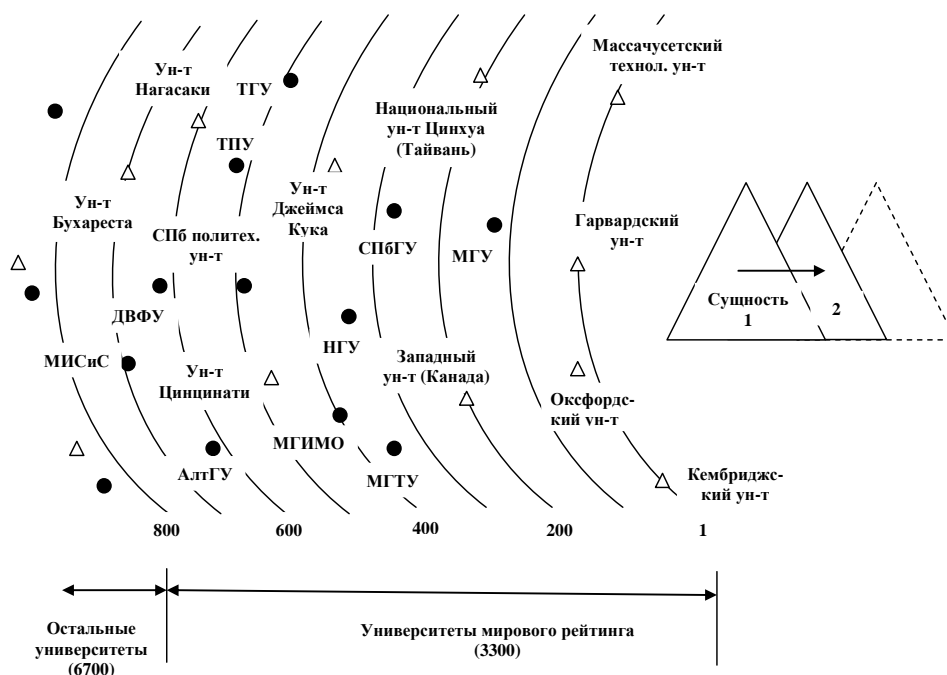 Массачусетский
технол. ун-т
Ун-т
Нагасаки
ТГУ
Национальный
ун-т Цинхуа
(Тайвань)
ТПУ
Ун-т
Джеймса
Кука
Ун-т
Бухареста
СПб политех.
ун-т
СПбГУ
МГУ
Гарвардский
ун-т
Сущность
1
2
ДВФУ
НГУ
МИСиС
Ун-т
Цинцинати
Западный
ун-т (Канада)
Оксфордс-
кий ун-т
МГИМО
АлтГУ
МГТУ
Кембриджс-
кий ун-т
800
600
400
200
1
Остальные
университеты
(6700)
Университеты мирового рейтинга
(3300)